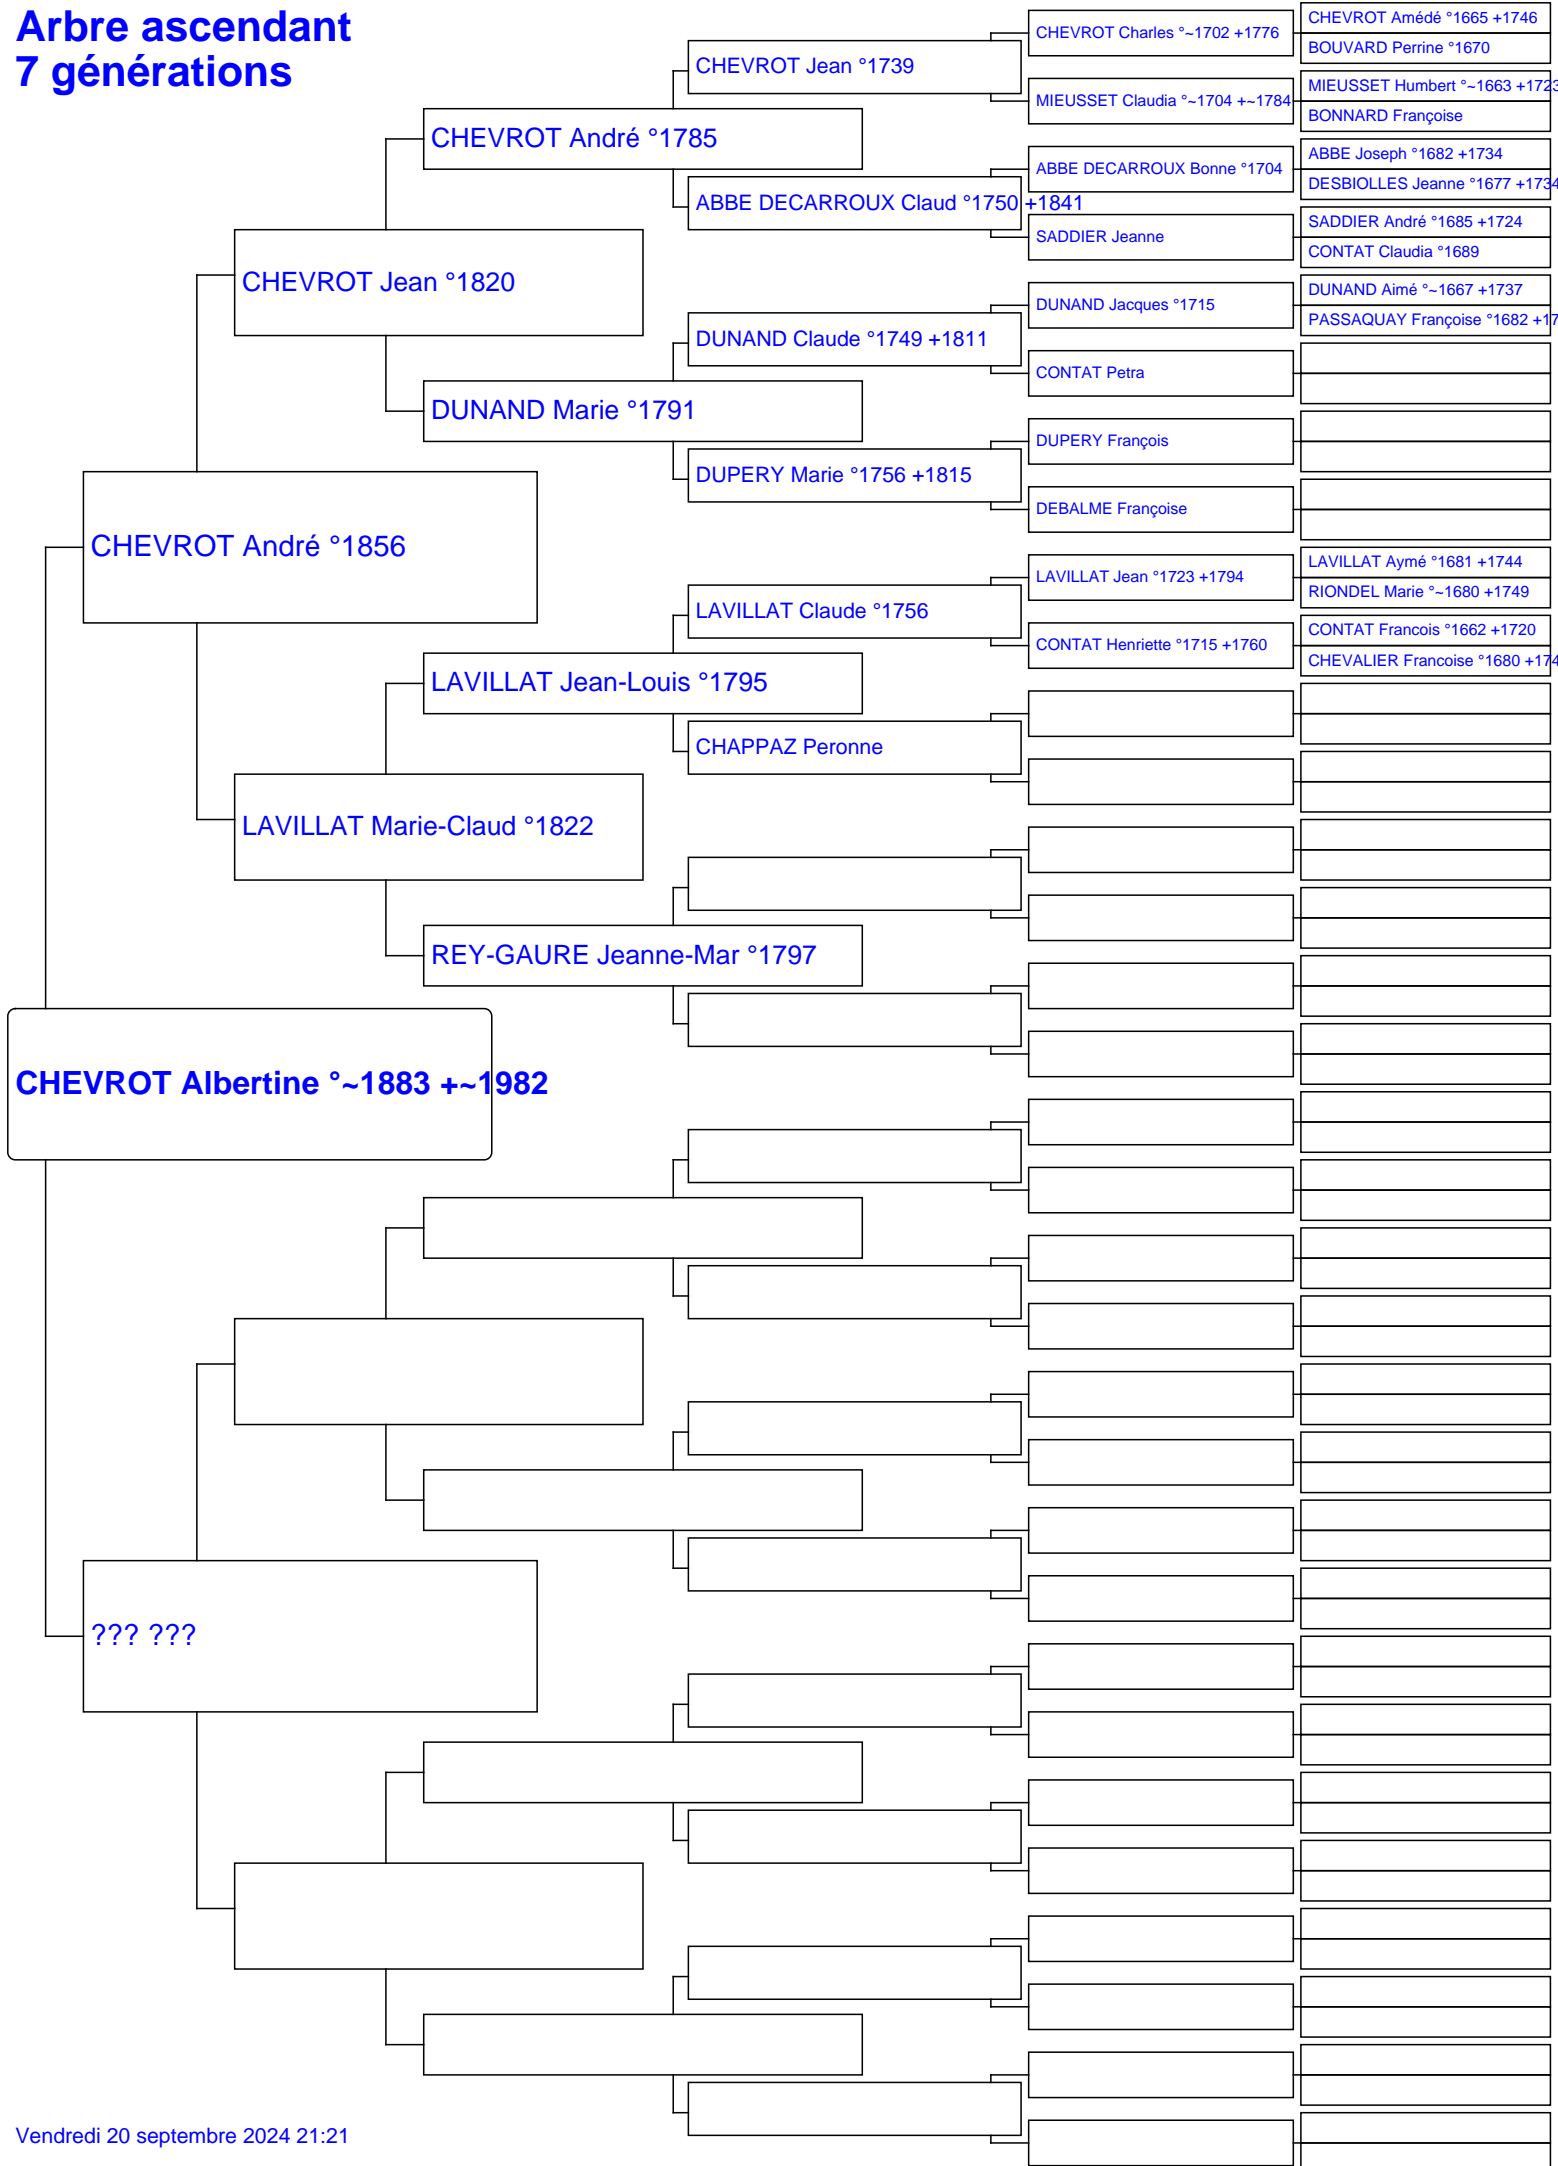 Arbre ascendant
7 générations
CHEVROT Albertine °~1883 +~1982
CHEVROT André °1856
??? ???
CHEVROT Jean °1820
LAVILLAT Marie-Claud °1822
CHEVROT André °1785
DUNAND Marie °1791
LAVILLAT Jean-Louis °1795
REY-GAURE Jeanne-Mar °1797
CHEVROT Jean °1739
ABBE DECARROUX Claud °1750 +1841
DUNAND Claude °1749 +1811
DUPERY Marie °1756 +1815
LAVILLAT Claude °1756
CHAPPAZ Peronne
CHEVROT Charles °~1702 +1776
MIEUSSET Claudia °~1704 +~1784
ABBE DECARROUX Bonne °1704
SADDIER Jeanne
DUNAND Jacques °1715
CONTAT Petra
DUPERY François
DEBALME Françoise
LAVILLAT Jean °1723 +1794
CONTAT Henriette °1715 +1760
CHEVROT Amédé °1665 +1746
BOUVARD Perrine °1670
MIEUSSET Humbert °~1663 +1723
BONNARD Françoise
ABBE Joseph °1682 +1734
DESBIOLLES Jeanne °1677 +1734
SADDIER André °1685 +1724
CONTAT Claudia °1689
DUNAND Aimé °~1667 +1737
PASSAQUAY Françoise °1682 +17
LAVILLAT Aymé °1681 +1744
RIONDEL Marie °~1680 +1749
CONTAT Francois °1662 +1720
CHEVALIER Francoise °1680 +174
Vendredi 20 septembre 2024 21:21